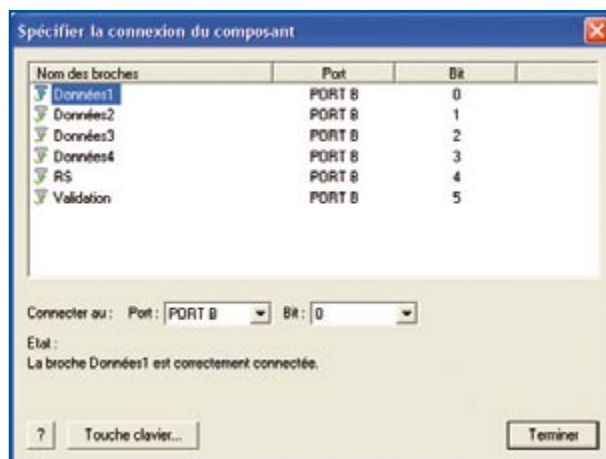 Spécifier la connexion du composant
Nom des broches Port Bit
Données1 PORT B 0
Données2 PORT B 1
Données3 PORT B 2
Données4 PORT B 3
RS PORT B 4
Validation PORT B 5
Connecter au : Port : PORT B Bit : 0
Etat :
La broche Données1 est correctement connectée.
? Touche clavier... Terminer